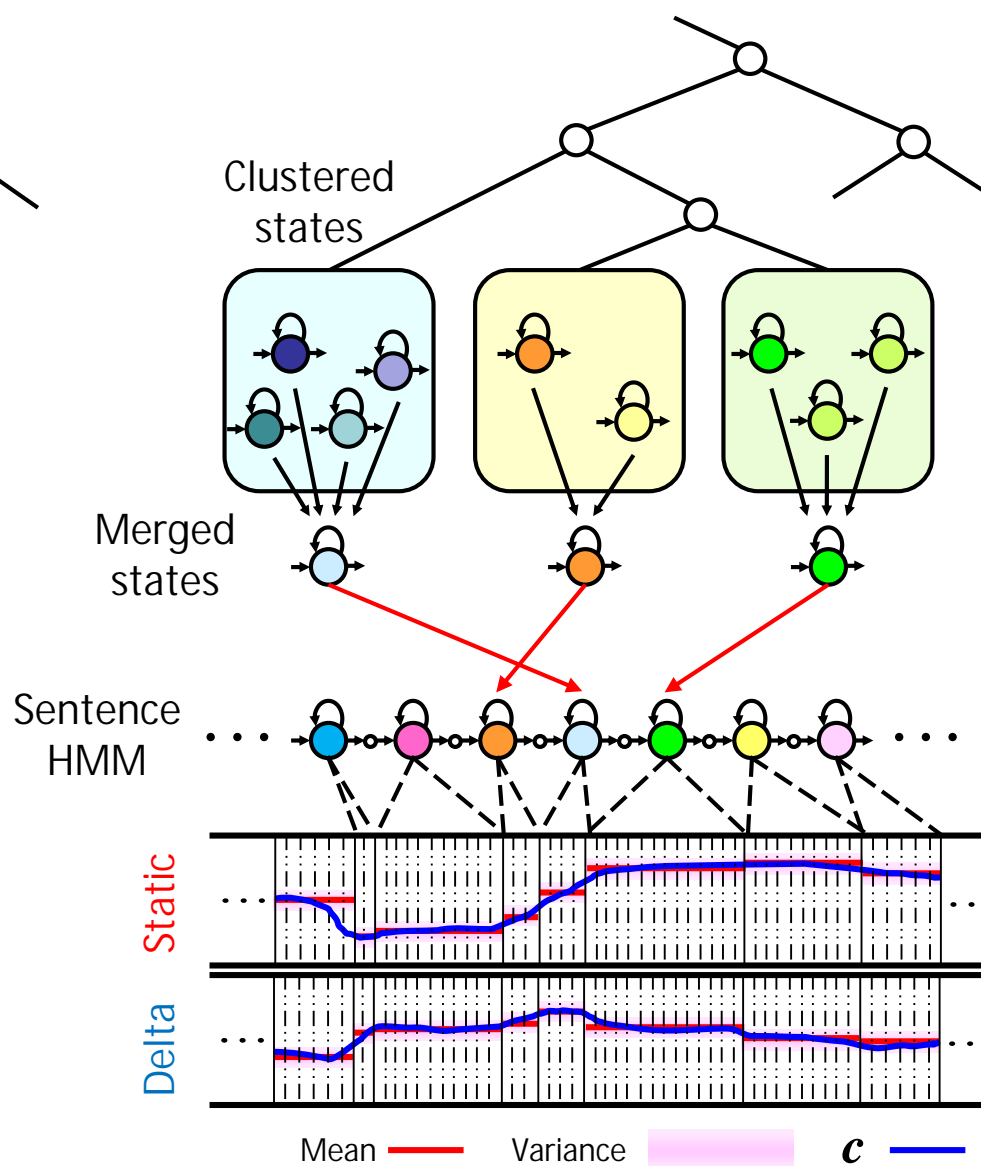 Clustered
states
Merged
states
Sentence
HMM
Static
Delta
Mean
Variance
c